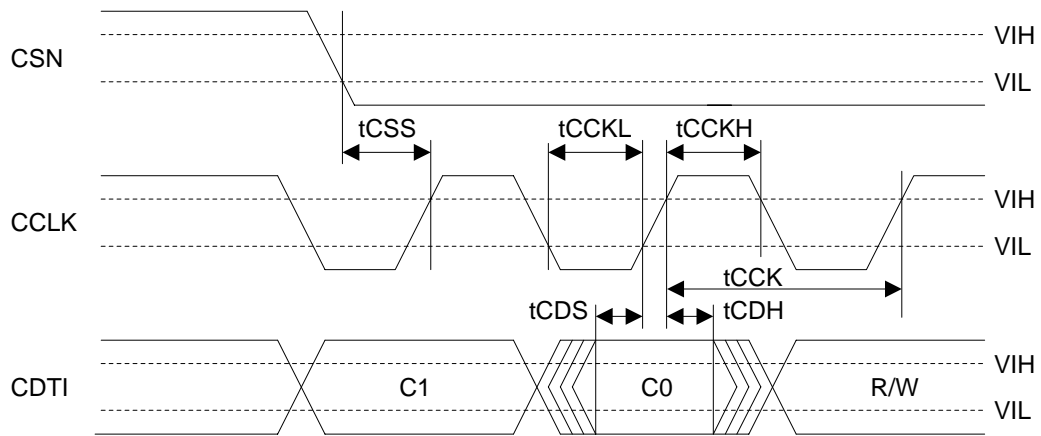 VIH
CSN
VIL
tCSS tCCKL tCCKH
VIH
CCLK
VIL
tCCK
tCDS tCDH
VIH
CDTI C1 C0 R/W
VIL